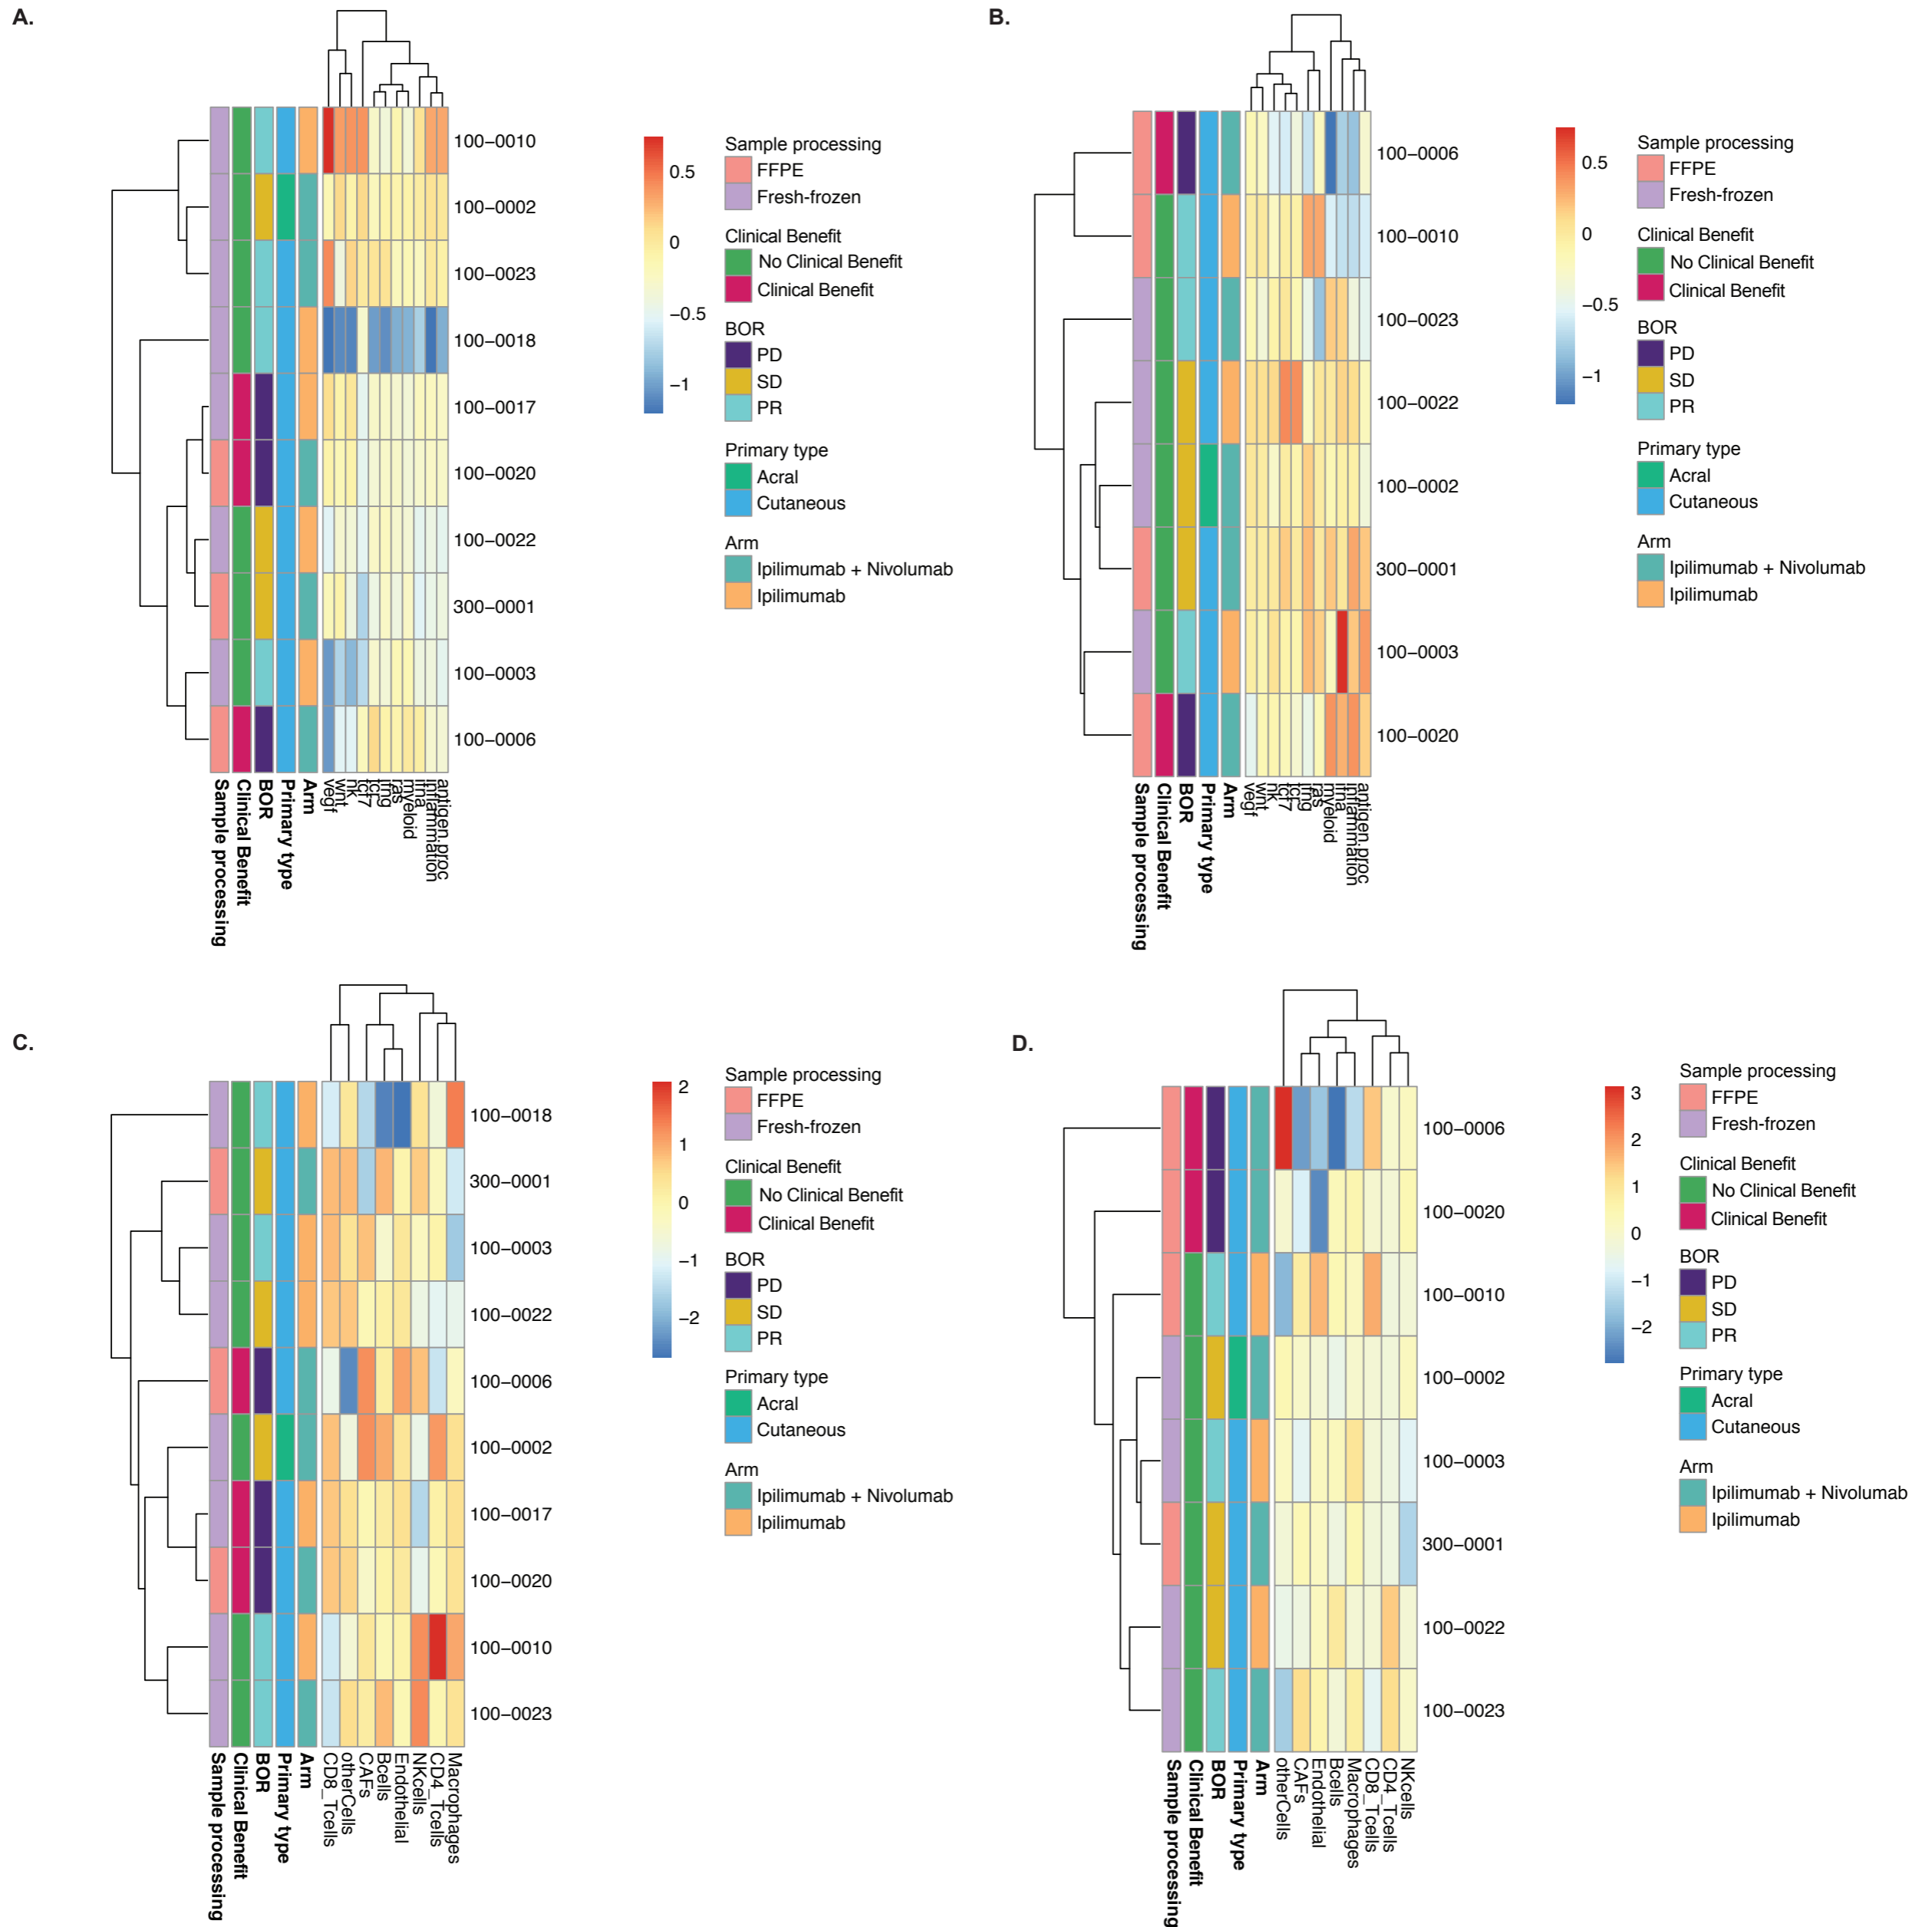 A.
100−0010
100−0002
100−0023
100−0018
100−0017
100−0020
100−0022
300−0001
100−0003
100−0006
Sample processing
Clinical Benefit
BOR
Primary type
Arm
vegf
wnt
nk
tcf7
tcr
ifng
ras
myeloid
ifna
inflammation
antigen.proc
0.5
0
−0.5
−1
Sample processing
FFPE
Fresh-frozen
Clinical Benefit
No Clinical Benefit
Clinical Benefit
BOR
PD
SD
PR
Primary type
Acral
Cutaneous
Arm
Ipilimumab + Nivolumab
Ipilimumab
B.
100−0006
100−0010
100−0023
100−0022
100−0002
300−0001
100−0003
100−0020
Sample processing
Clinical Benefit
BOR
Primary type
Arm
vegf
wnt
nk
tcf7
tcr
ifng
ras
myeloid
ifna
inflammation
antigen.proc
0.5
0
−0.5
−1
Sample processing
FFPE
Fresh-frozen
Clinical Benefit
No Clinical Benefit
Clinical Benefit
BOR
PD
SD
PR
Primary type
Acral
Cutaneous
Arm
Ipilimumab + Nivolumab
Ipilimumab
C.
100−0018
300−0001
100−0003
100−0022
100−0006
100−0002
100−0017
100−0020
100−0010
100−0023
Sample processing
Clinical Benefit
BOR
Primary type
Arm
CD8_Tcells
otherCells
CAFs
Bcells
Endothelial
NKcells
CD4_Tcells
Macrophages
2
1
0
−1
−2
Sample processing
FFPE
Fresh-frozen
Clinical Benefit
No Clinical Benefit
Clinical Benefit
BOR
PD
SD
PR
Primary type
Acral
Cutaneous
Arm
Ipilimumab + Nivolumab
Ipilimumab
D.
100−0006
100−0020
100−0010
100−0002
100−0003
300−0001
100−0022
100−0023
Sample processing
Clinical Benefit
BOR
Primary type
Arm
otherCells
CAFs
Endothelial
Bcells
Macrophages
CD8_Tcells
CD4_Tcells
NKcells
3
2
1
0
−1
−2
Sample processing
FFPE
Fresh-frozen
Clinical Benefit
No Clinical Benefit
Clinical Benefit
BOR
PD
SD
PR
Primary type
Acral
Cutaneous
Arm
Ipilimumab + Nivolumab
Ipilimumab